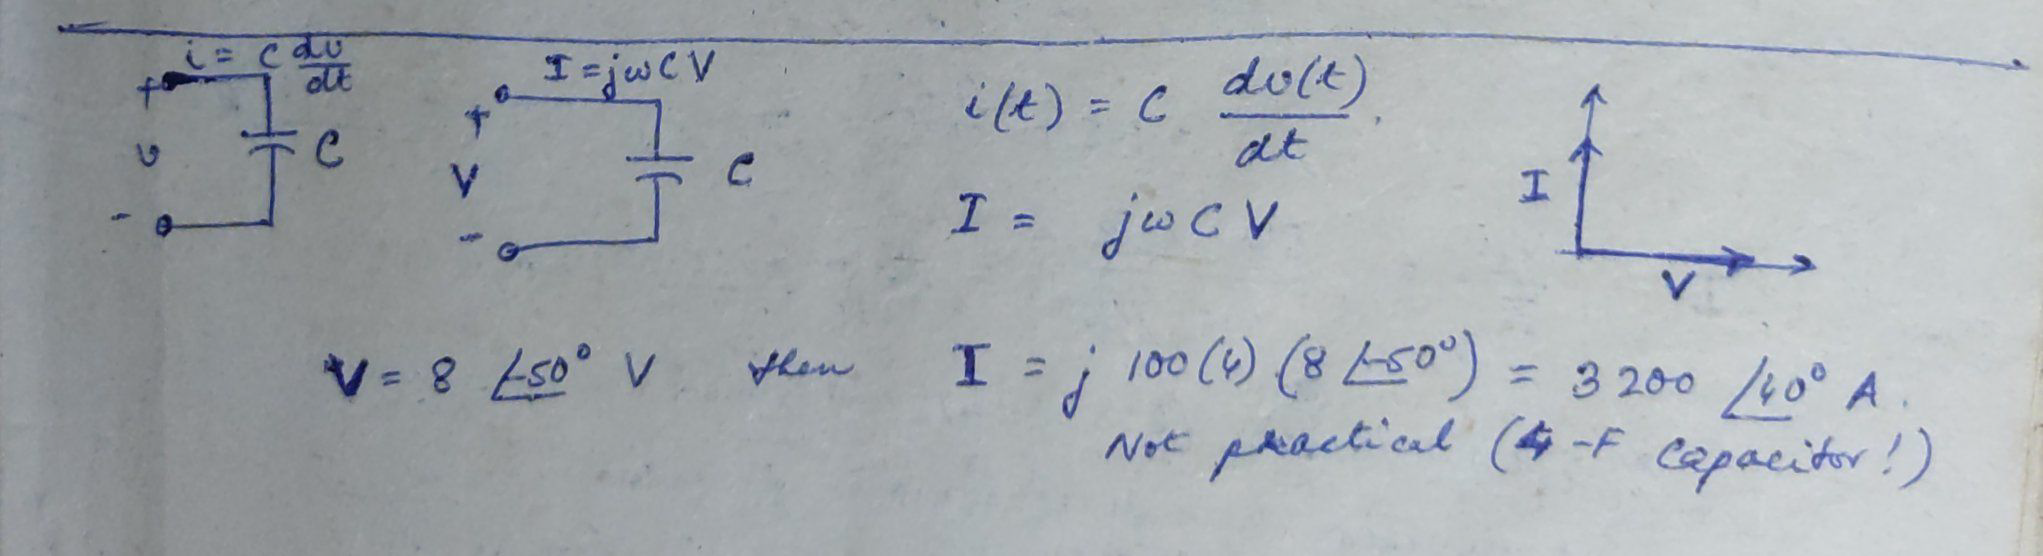 i = C dv/dt
+
v
-
C
I = jωCV
+
V
-
C
i(t) = C dv(t)/dt.
I = jωCV
I
V
V = 8 ∠-50° V then I = j 100 (4) (8 ∠-50°) = 3200 ∠40° A.
Not practical (4-F capacitor!)